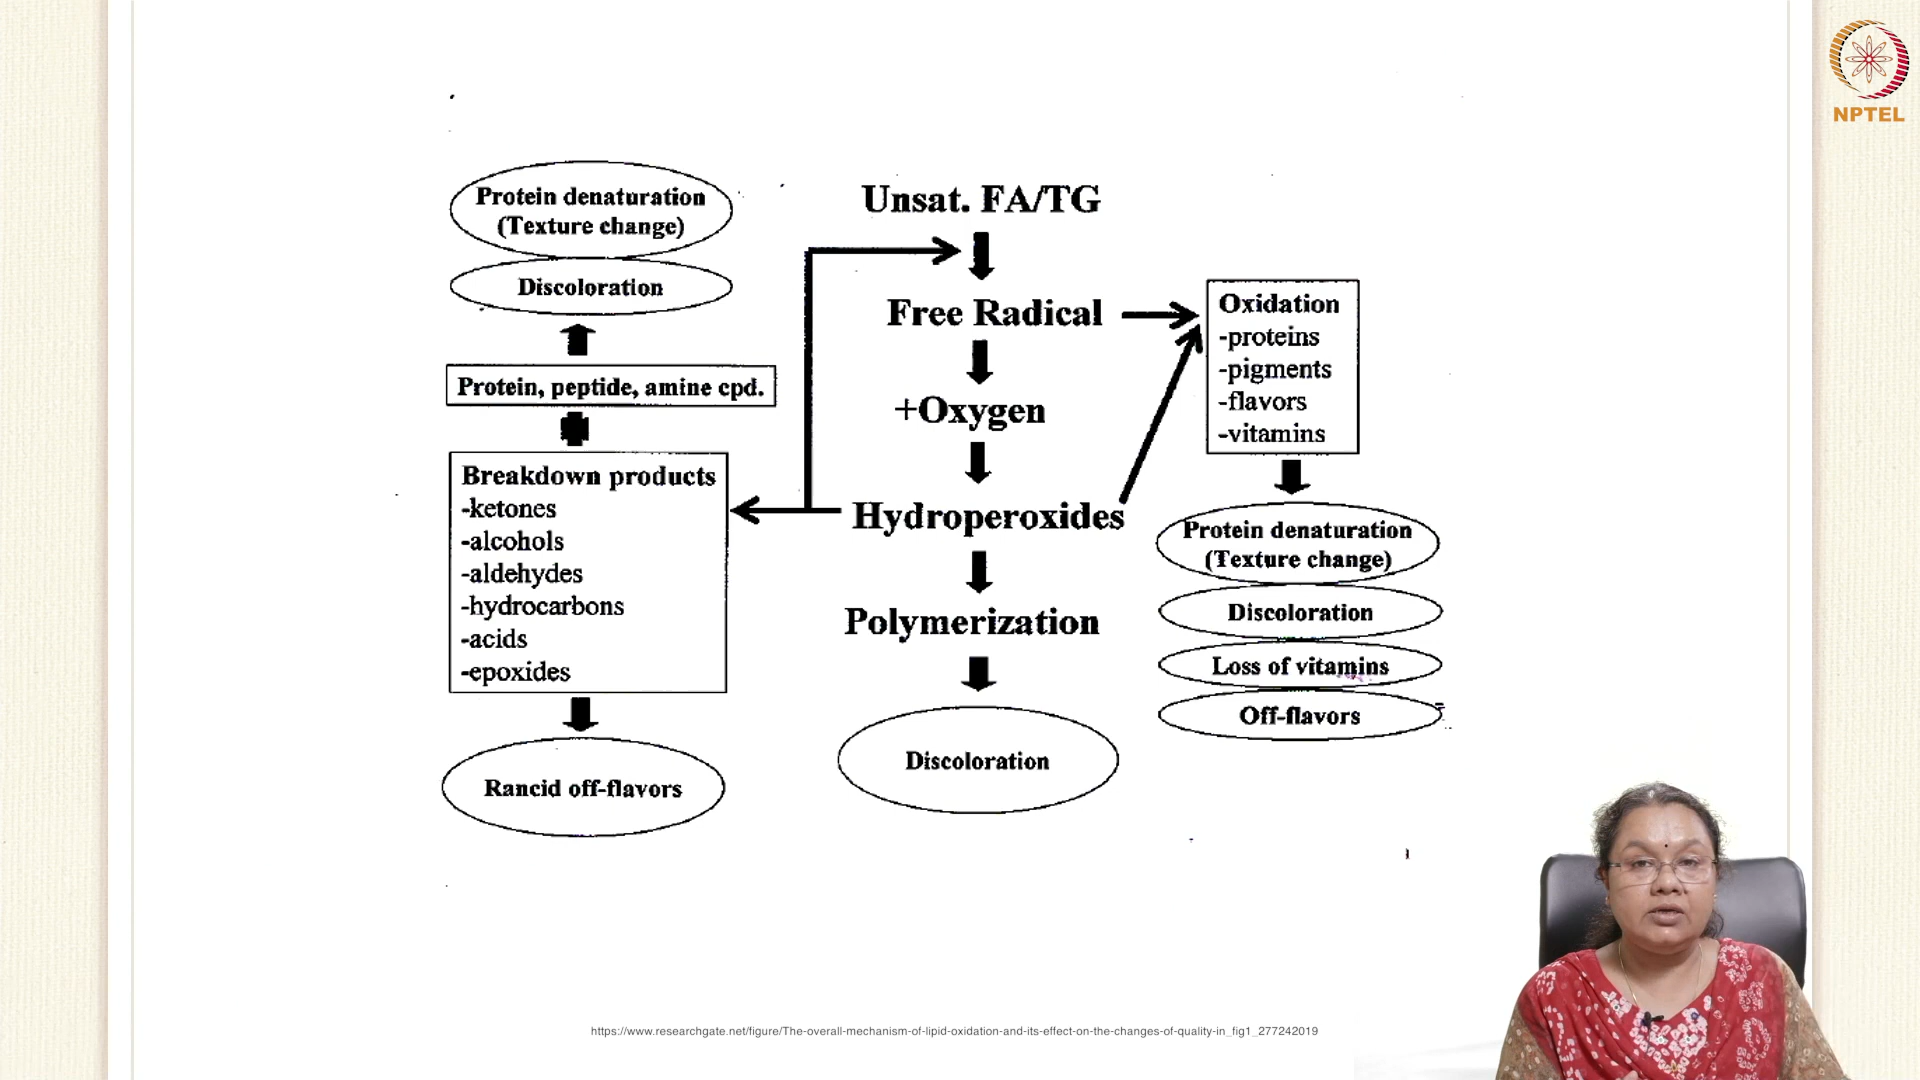 NPTEL
Protein denaturation
(Texture change)
Discoloration
Protein, peptide, amine cpd.
Breakdown products
-ketones
-alcohols
-aldehydes
-hydrocarbons
-acids
-epoxides
Rancid off-flavors
Unsat. FA/TG
Free Radical
+Oxygen
Hydroperoxides
Polymerization
Discoloration
Oxidation
-proteins
-pigments
-flavors
-vitamins
Protein denaturation
(Texture change)
Discoloration
Loss of vitamins
Off-flavors
https://www.researchgate.net/figure/The-overall-mechanism-of-lipid-oxidation-and-its-effect-on-the-changes-of-quality-in_fig1_277242019